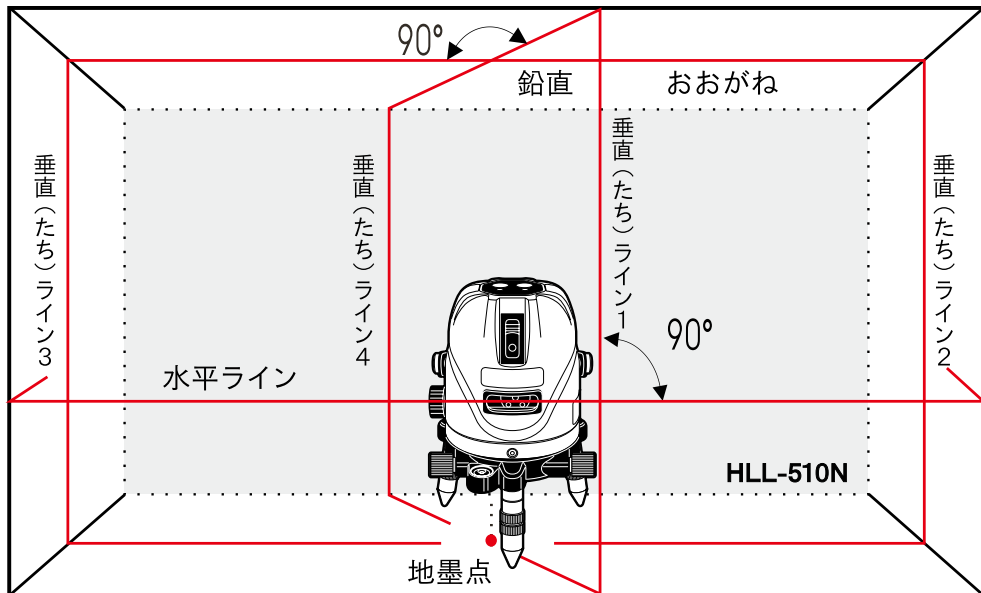 90°
鉛直 おおがね
垂直(たち)ライン3
垂直(たち)ライン4
垂直(たち)ライン1
垂直(たち)ライン2
90°
水平ライン
HLL-510N
地墨点